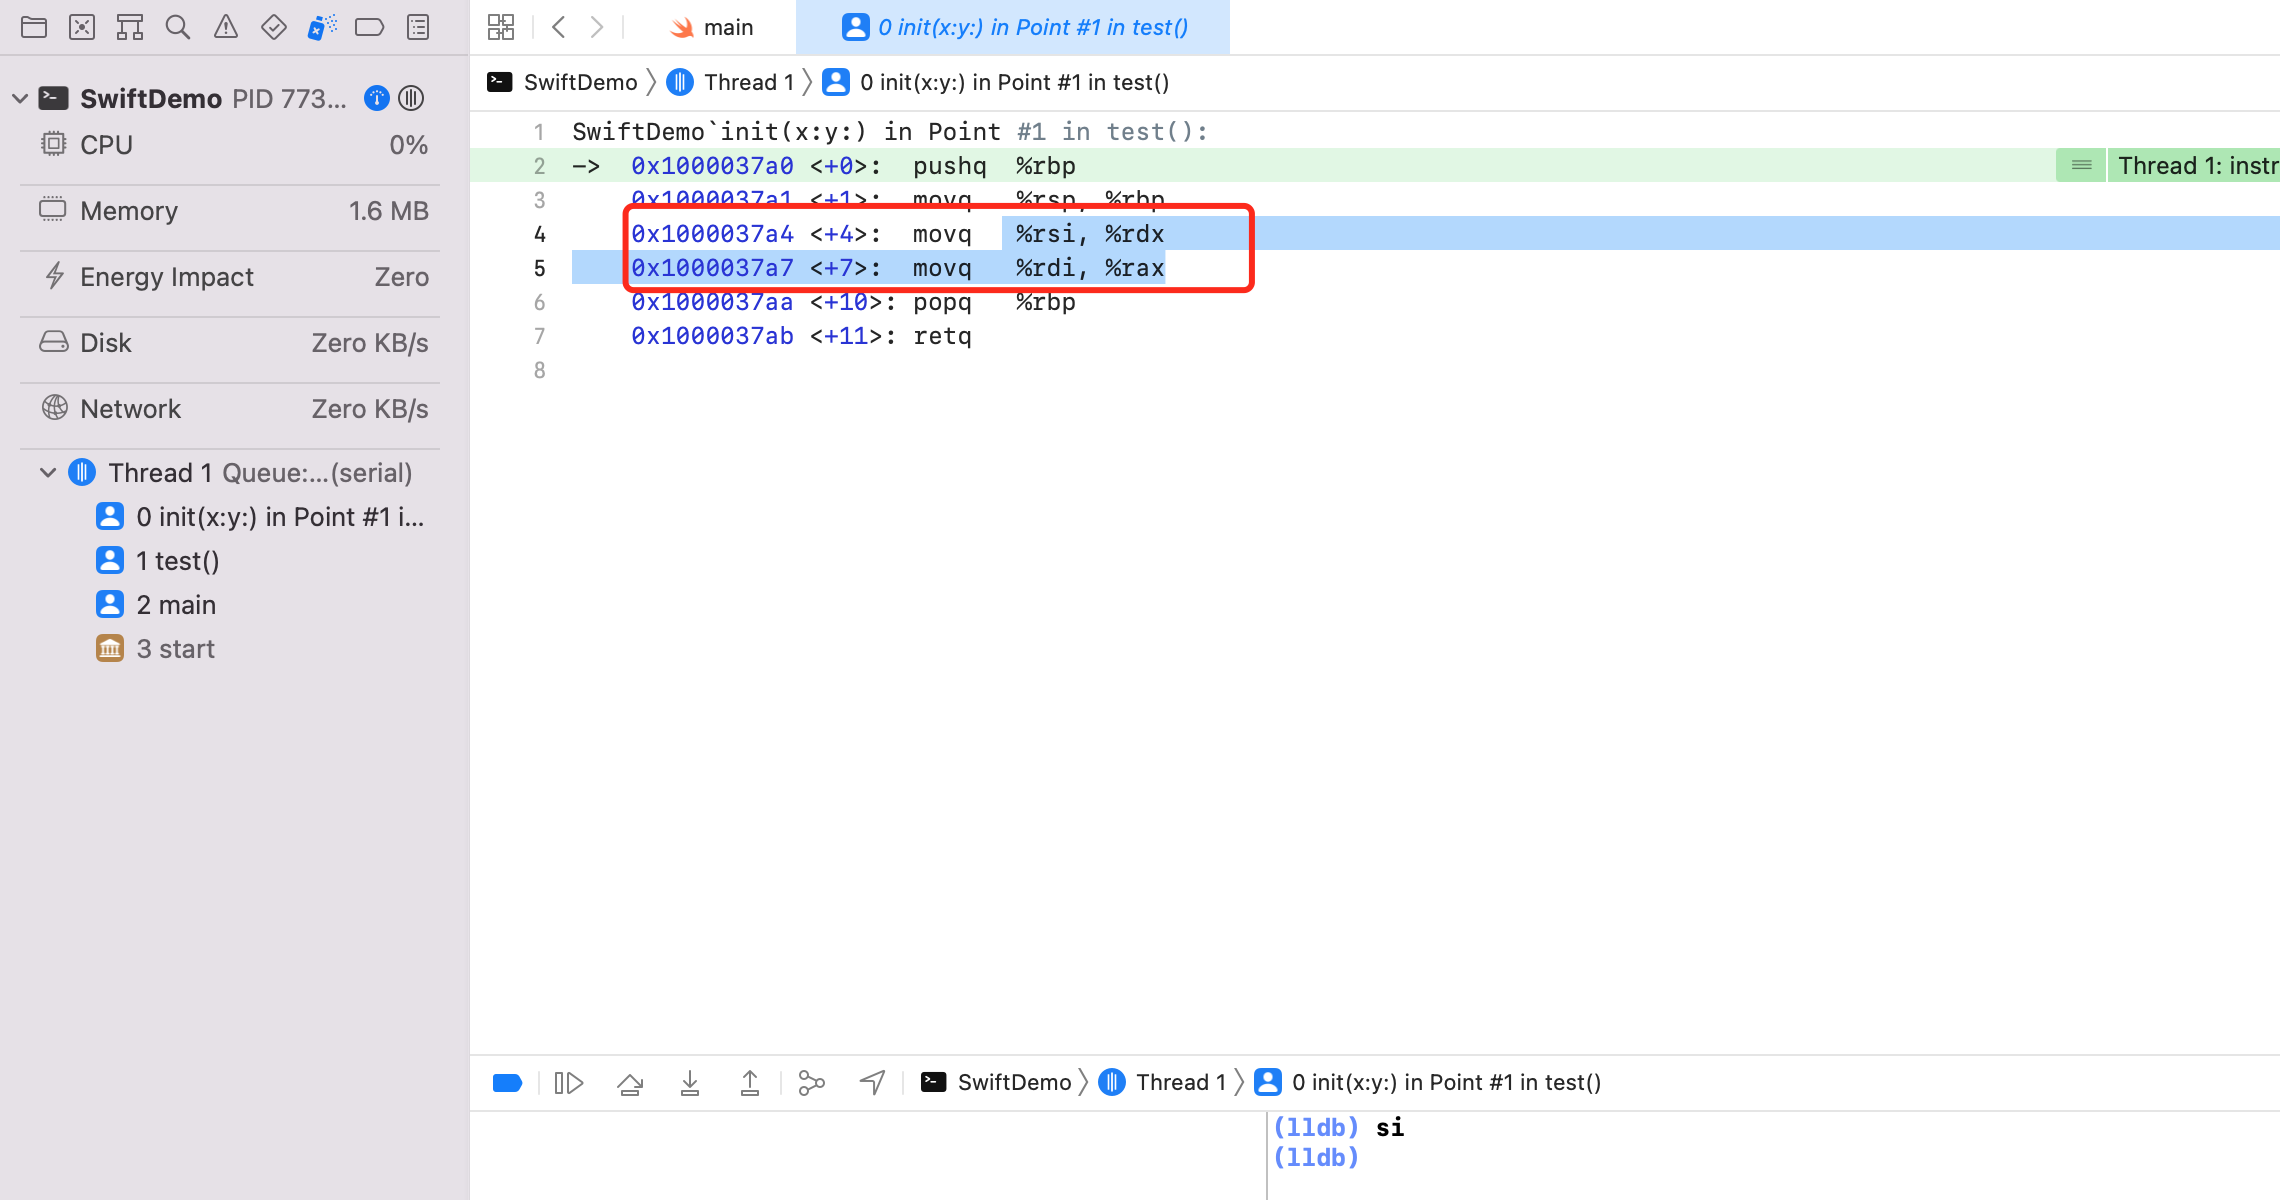 main
0 init(x:y:) in Point #1 in test()
SwiftDemo PID 773...
SwiftDemo Thread 1 0 init(x:y:) in Point #1 in test()
CPU 0%
Memory 1.6 MB
Energy Impact Zero
Disk Zero KB/s
Network Zero KB/s
Thread 1 Queue:...(serial)
0 init(x:y:) in Point #1 i...
1 test()
2 main
3 start
1 SwiftDemo`init(x:y:) in Point #1 in test():
2 -> 0x1000037a0 <+0>: pushq %rbp
Thread 1: instr
3 0x1000037a1 <+1>: movq %rsp, %rbp
4 0x1000037a4 <+4>: movq %rsi, %rdx
5 0x1000037a7 <+7>: movq %rdi, %rax
6 0x1000037aa <+10>: popq %rbp
7 0x1000037ab <+11>: retq
8
SwiftDemo Thread 1 0 init(x:y:) in Point #1 in test()
(lldb) si
(lldb)